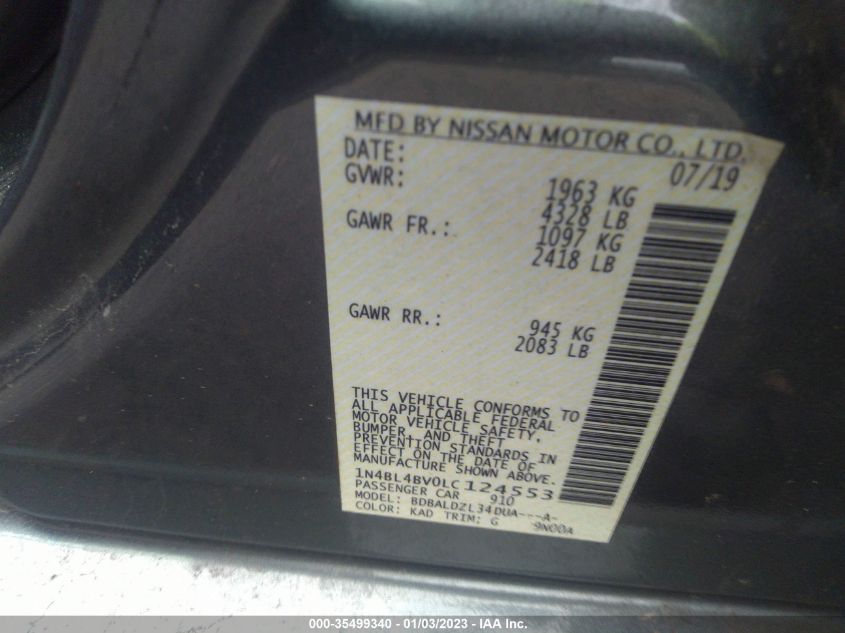 MFD BY NISSAN MOTOR CO., LTD.
DATE: 07/19
GVWR: 1963 KG
4328 LB
GAWR FR.: 1097 KG
2418 LB
GAWR RR.: 945 KG
2083 LB
THIS VEHICLE CONFORMS TO
ALL APPLICABLE FEDERAL
MOTOR VEHICLE SAFETY,
BUMPER, AND THEFT
PREVENTION STANDARDS IN
EFFECT ON THE DATE OF
MANUFACTURE SHOWN ABOVE.
1N4BL4BV0LC124553
PASSENGER CAR 910
MODEL: BDBALDZL34DUA---A-
COLOR: KAD TRIM: G 9N00A
000-35499340 - 01/03/2023 - IAA Inc.